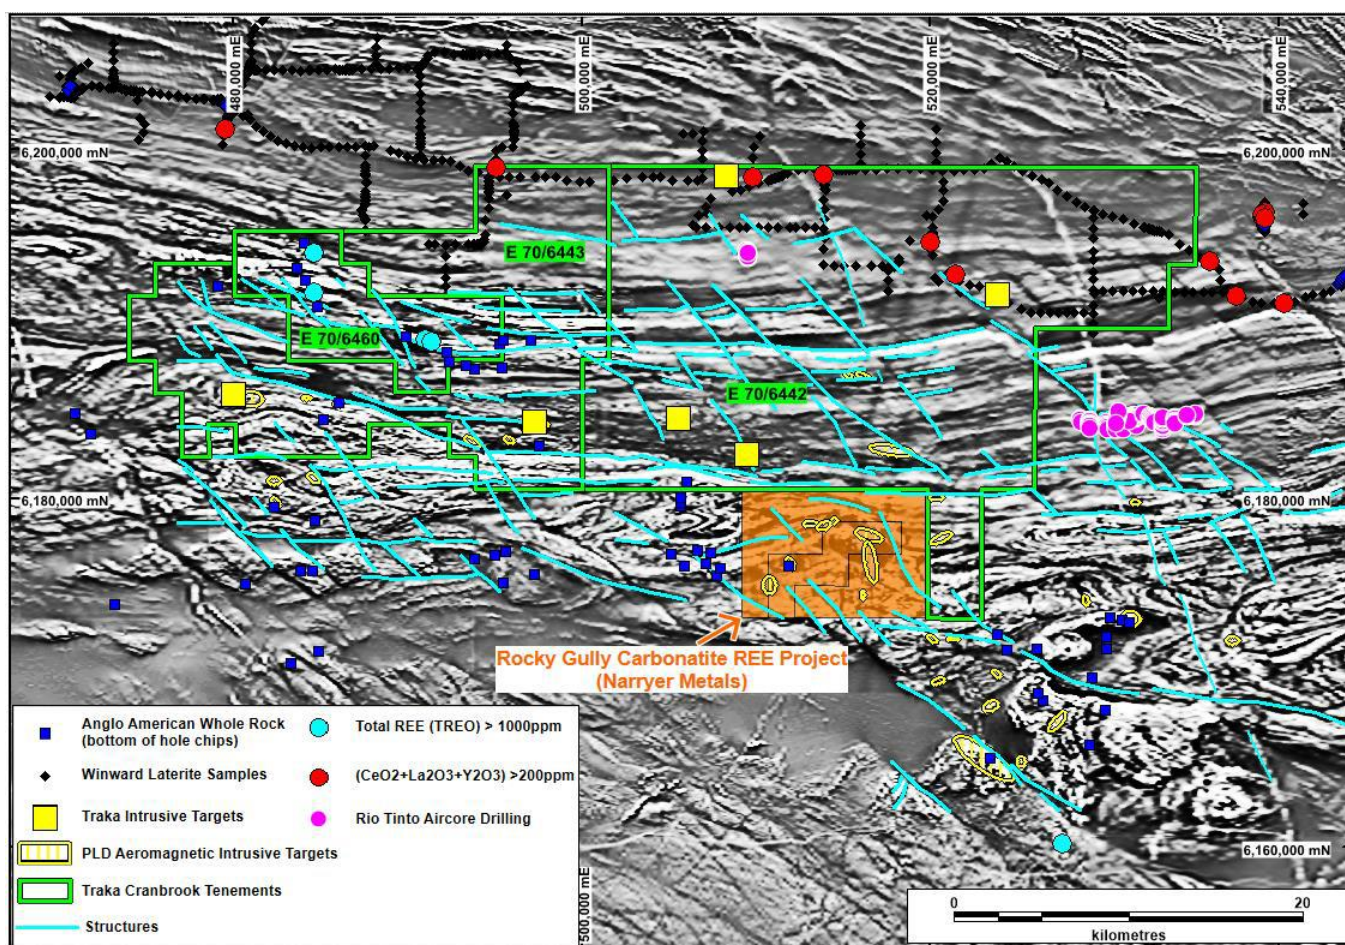 480,000 mE
500,000 mE
520,000 mE
540,000 mE
6,200,000 mN
6,200,000 mN
E 70/6443
E 70/6460
E 70/6442
6,180,000 mN
6,180,000 mN
Rocky Gully Carbonatite REE Project
(Narryer Metals)
Anglo American Whole Rock
(bottom of hole chips)
Total REE (TREO) > 1000ppm
Winward Laterite Samples
(CeO2+La2O3+Y2O3) >200ppm
Traka Intrusive Targets
Rio Tinto Aircore Drilling
PLD Aeromagnetic Intrusive Targets
Traka Cranbrook Tenements
Structures
6,160,000 mN
500,000 mE
0
20
kilometres